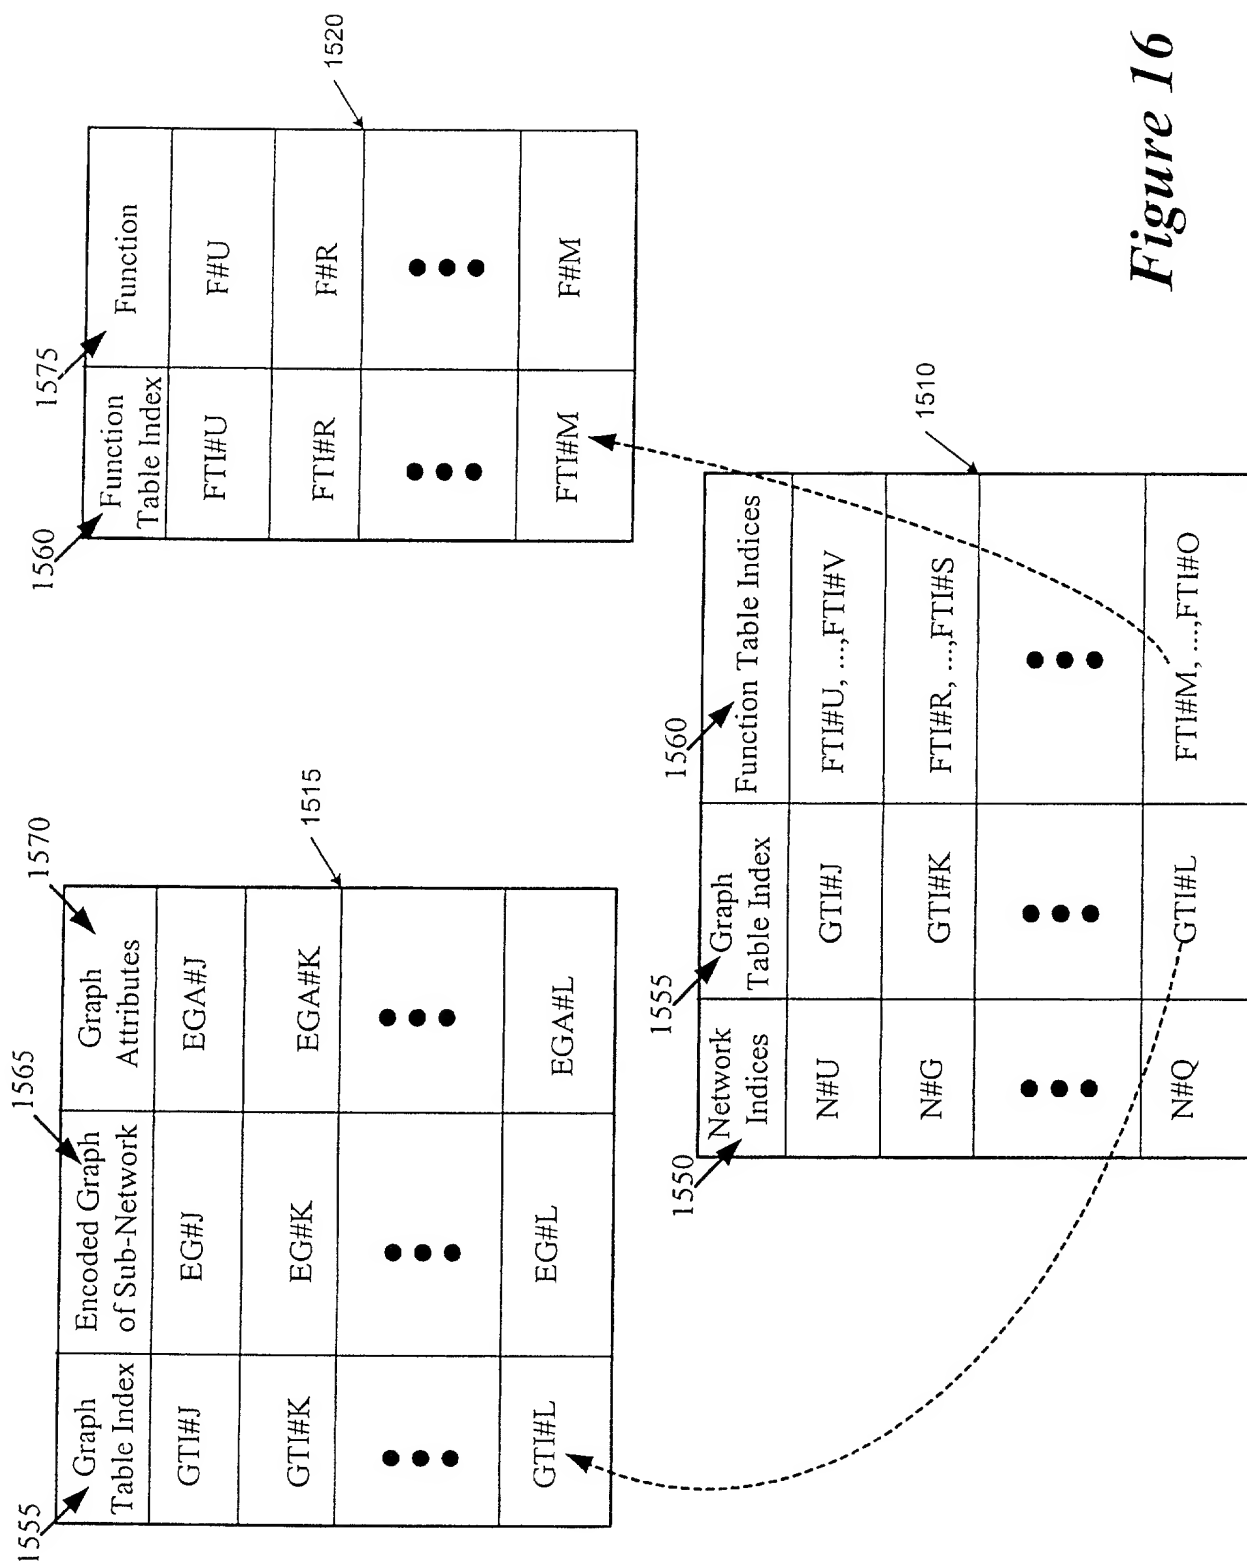 1555
1565
1570
Graph
Table Index
Encoded Graph
of Sub-Network
Graph
Attributes
GTI#J
EG#J
EGA#J
GTI#K
EG#K
EGA#K
GTI#L
EG#L
EGA#L
1515
1560
1575
Function
Table Index
Function
FTI#U
F#U
FTI#R
F#R
FTI#M
F#M
1520
1550
1555
1560
Network
Indices
Graph
Table Index
Function Table Indices
N#U
GTI#J
FTI#U, ...,FTI#V
N#G
GTI#K
FTI#R, ...,FTI#S
N#Q
GTI#L
FTI#M, ...,FTI#O
1510
Figure 16